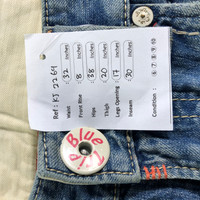 Ref: KJ 2269
Waist : 32 Inches
Front Rise : 8 Inches
Hips : 38 Inches
Thigh : 20 Inches
Legs Opening : 17 Inches
Inseam : 30 Inches
Condition : 6 7 8 9 10
Blue